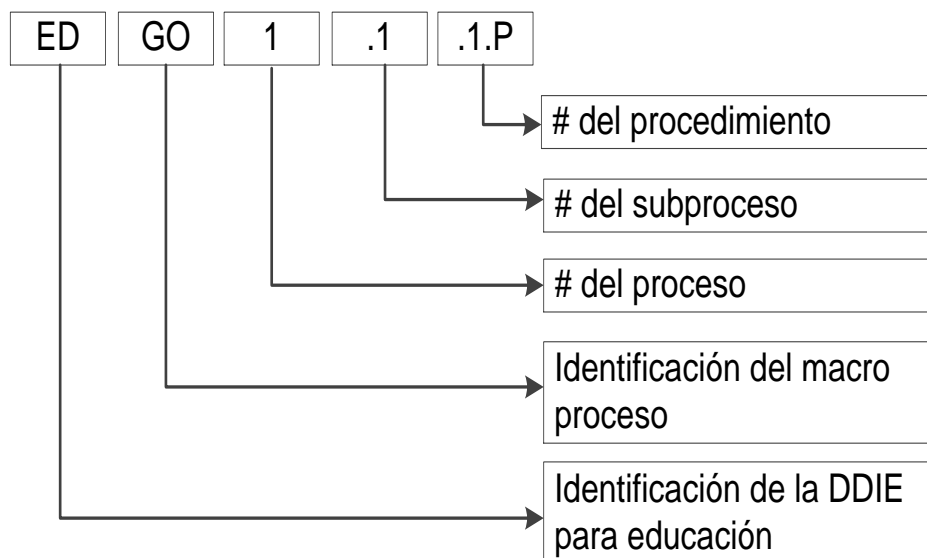 ED GO 1 .1 .1.P
# del procedimiento
# del subproceso
# del proceso
Identificación del macro
proceso
Identificación de la DDIE
para educación